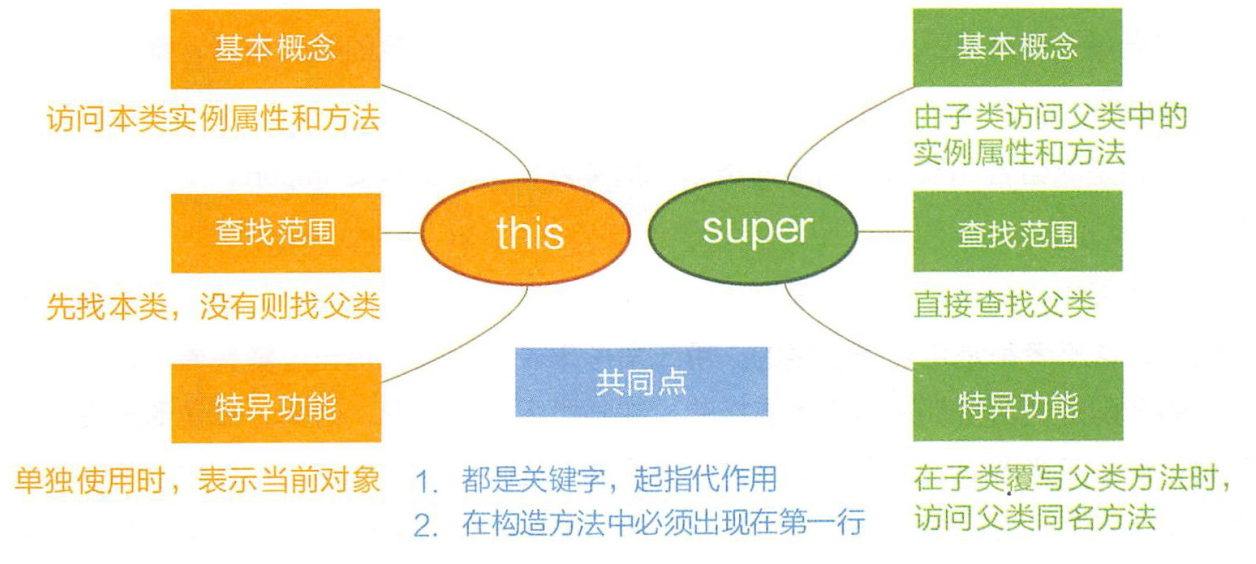 基本概念
访问本类实例属性和方法
查找范围
先找本类，没有则找父类
特异功能
单独使用时，表示当前对象
this
super
共同点
1. 都是关键字，起指代作用
2. 在构造方法中必须出现在第一行
基本概念
由子类访问父类中的
实例属性和方法
查找范围
直接查找父类
特异功能
在子类覆写父类方法时，
访问父类同名方法